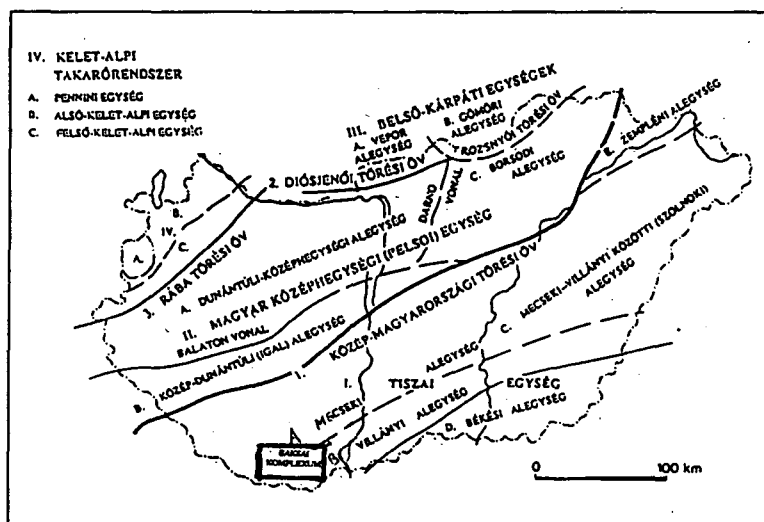 IV. KELET-ALPI
TAKARÓRENDSZER
A. PENNINI EGYSÉG
B. ALSÓ-KELET-ALPI EGYSÉG
C. FELSŐ-KELET-ALPI EGYSÉG
III. BELSŐ-KÁRPÁTI EGYSÉGEK
A. VEPOR
ALEGYSÉG
B. GÖMÖRI
ALEGYSÉG
ROZSNYÓI TÖRÉSI ÖV
E. ZEMPLÉNI ALEGYSÉG
2. DIÓSJENŐI TÖRÉSI ÖV
C. BORSODI
ALEGYSÉG
DARNÓ
VONAL
B.
IV.
C.
A.
3. RÁBA TÖRÉSI ÖV
A. DUNÁNTÚLI-KÖZÉPHEGYSÉGI ALEGYSÉG
II. MAGYAR KÖZÉPHEGYSÉGI (PELSOI) EGYSÉG
BALATON VONAL
B. KÖZÉP-DUNÁNTÚLI (IGAL) ALEGYSÉG
1. KÖZÉP-MAGYARORSZÁGI TÖRÉSI ÖV
C. MECSEKI-VILLÁNYI KÖZÖTTI (SZOLNOKI)
ALEGYSÉG
I. TISZAI EGYSÉG
A. MECSEKI ALEGYSÉG
B. VILLÁNYI ALEGYSÉG
D. BÉKÉSI ALEGYSÉG
BAKSAI
KOMPLEXUM
0 100 km